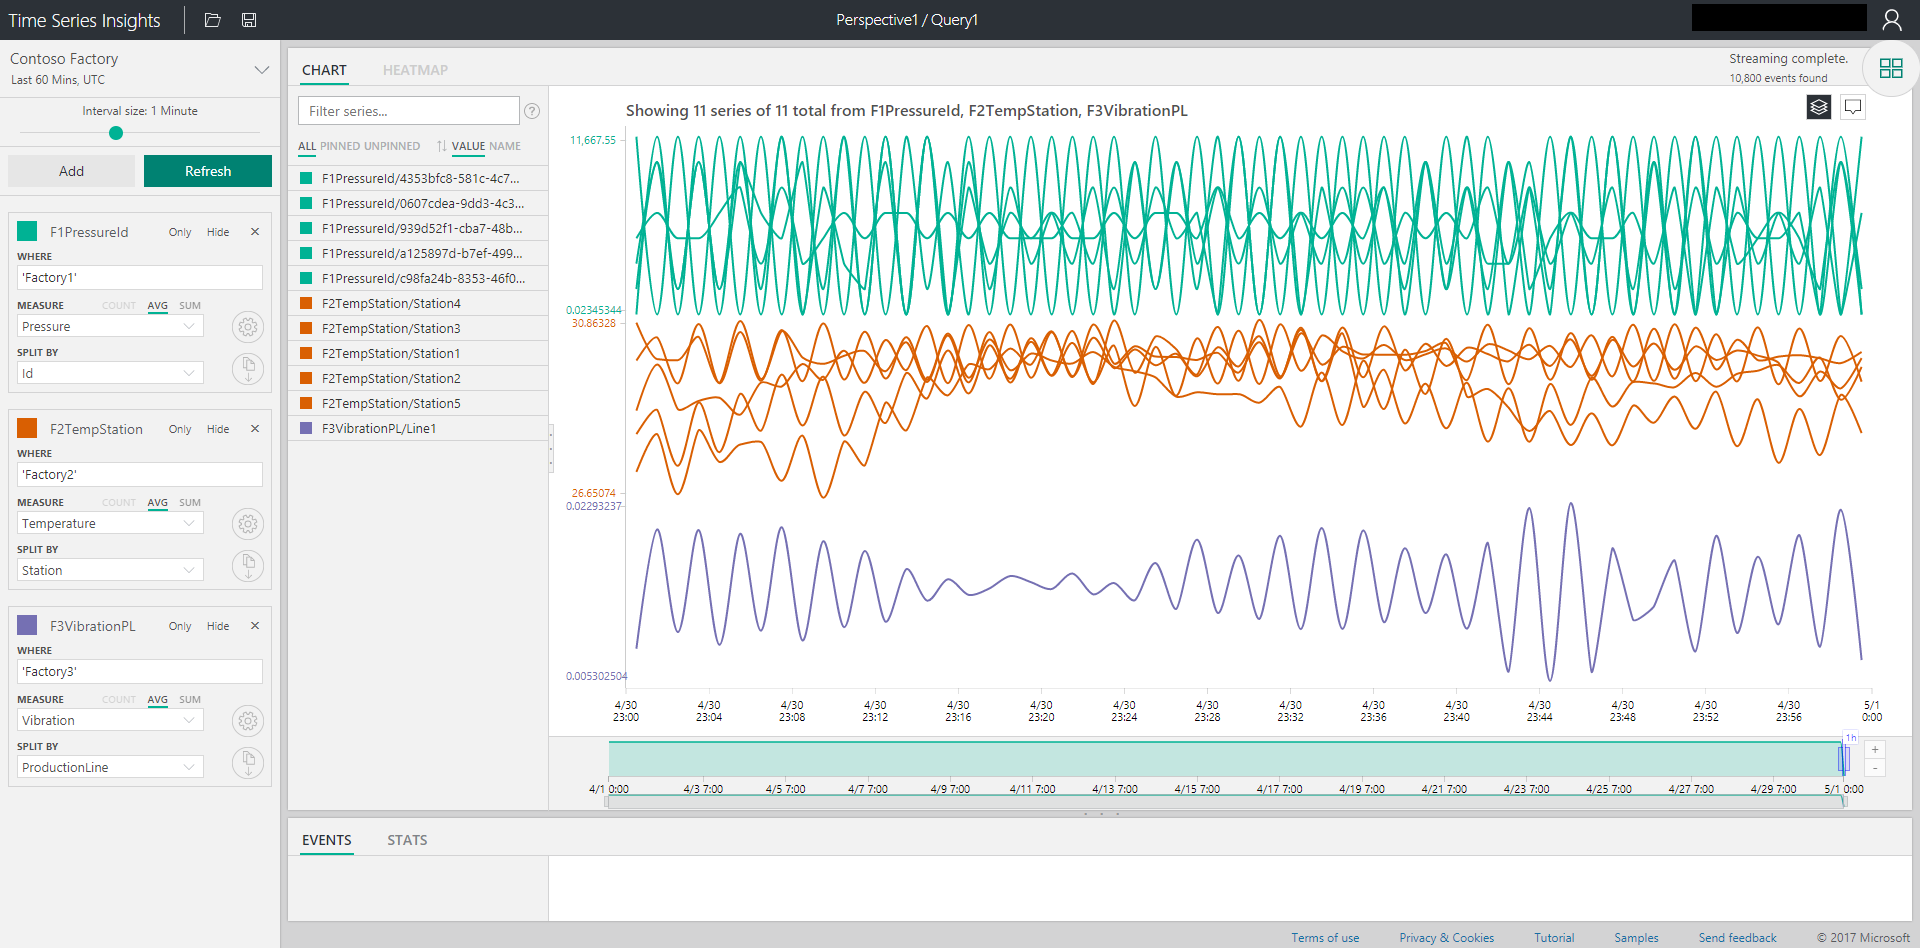 Time Series Insights
Perspective1 / Query1
Contoso Factory
Last 60 Mins, UTC
Interval size: 1 Minute
Add
Refresh
F1PressureId
Only
Hide
WHERE
'Factory1'
MEASURE
COUNT
AVG
SUM
Pressure
SPLIT BY
Id
F2TempStation
Only
Hide
WHERE
'Factory2'
MEASURE
COUNT
AVG
SUM
Temperature
SPLIT BY
Station
F3VibrationPL
Only
Hide
WHERE
'Factory3'
MEASURE
COUNT
AVG
SUM
Vibration
SPLIT BY
ProductionLine
CHART
HEATMAP
Streaming complete.
10,800 events found
Filter series...
?
ALL PINNED UNPINNED
VALUE NAME
F1PressureId/4353bfc8-581c-4c7...
F1PressureId/0607cdea-9dd3-4c3...
F1PressureId/939d52f1-cba7-48b...
F1PressureId/a125897d-b7ef-499...
F1PressureId/c98fa24b-8353-46f0...
F2TempStation/Station4
F2TempStation/Station3
F2TempStation/Station1
F2TempStation/Station2
F2TempStation/Station5
F3VibrationPL/Line1
Showing 11 series of 11 total from F1PressureId, F2TempStation, F3VibrationPL
11,667.55
0.02345344
30.86328
26.65074
0.02293237
0.005302504
4/30 23:00
4/30 23:04
4/30 23:08
4/30 23:12
4/30 23:16
4/30 23:20
4/30 23:24
4/30 23:28
4/30 23:32
4/30 23:36
4/30 23:40
4/30 23:44
4/30 23:48
4/30 23:52
4/30 23:56
5/1 0:00
1h
+
-
4/1 0:00
4/3 7:00
4/5 7:00
4/7 7:00
4/9 7:00
4/11 7:00
4/13 7:00
4/15 7:00
4/17 7:00
4/19 7:00
4/21 7:00
4/23 7:00
4/25 7:00
4/27 7:00
4/29 7:00
5/1 0:00
EVENTS
STATS
Terms of use
Privacy & Cookies
Tutorial
Samples
Send feedback
© 2017 Microsoft